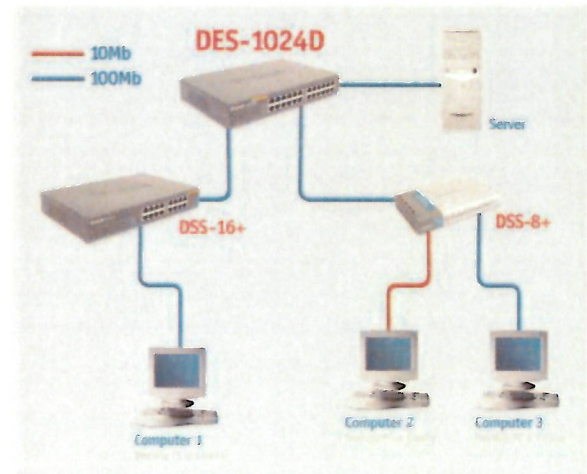 10Mb
100Mb
DES-1024D
Server
DSS-16+
DSS-8+
Computer 1
Computer 2
Computer 3